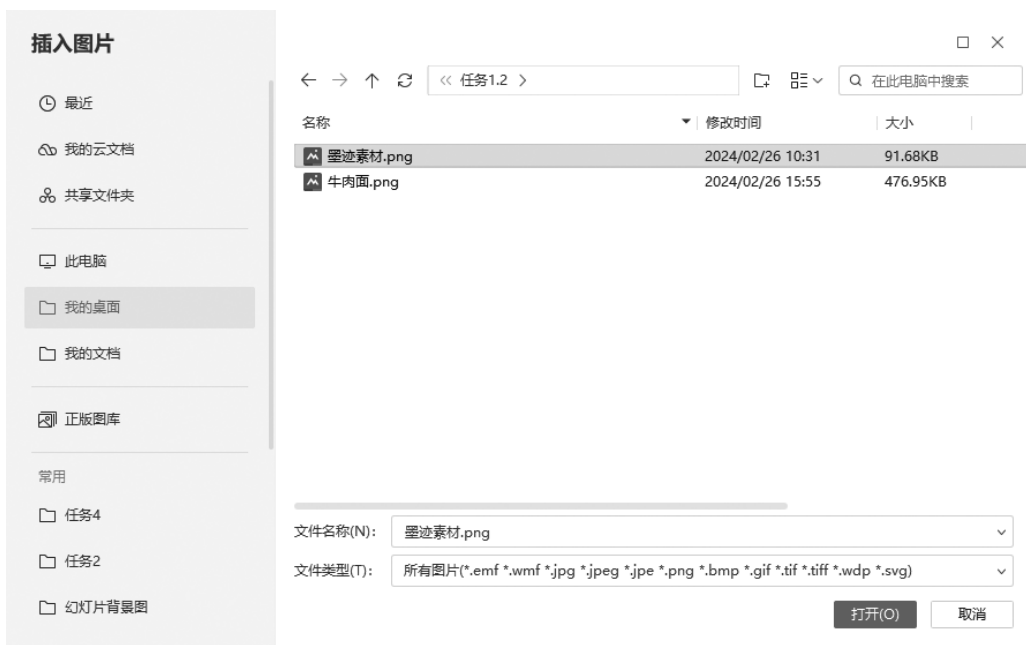 插入图片
最近
我的云文档
共享文件夹
此电脑
我的桌面
我的文档
正版图库
常用
任务4
任务2
幻灯片背景图
任务1.2
在此电脑中搜索
名称 修改时间 大小
墨迹素材.png 2024/02/26 10:31 91.68KB
牛肉面.png 2024/02/26 15:55 476.95KB
文件名称(N): 墨迹素材.png
文件类型(T): 所有图片(*.emf *.wmf *.jpg *.jpeg *.jpe *.png *.bmp *.gif *.tif *.tiff *.wdp *.svg)
打开(O) 取消